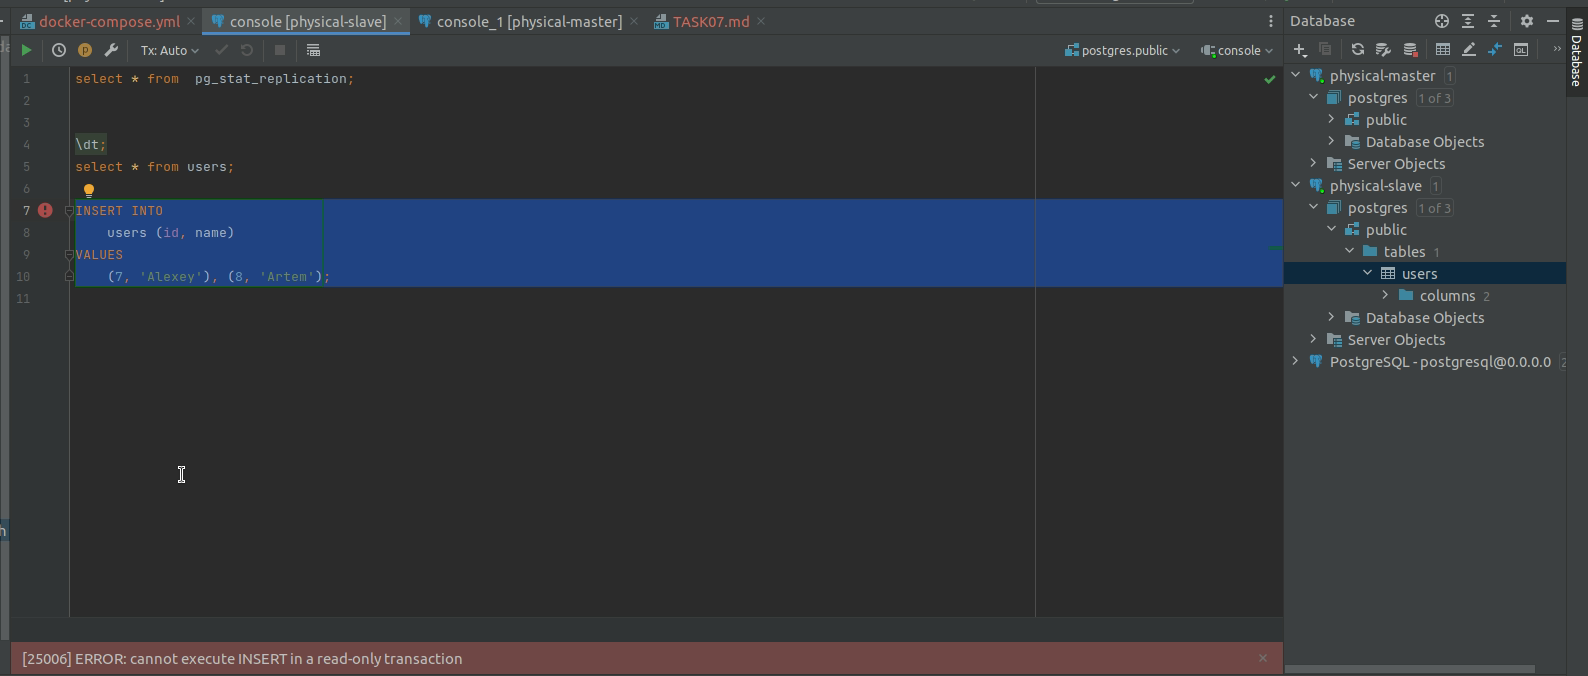 docker-compose.yml
console [physical-slave]
console_1 [physical-master]
TASK07.md
Database
Tx: Auto
postgres.public
console
1 select * from  pg_stat_replication;
2
3
4 \dt;
5 select * from users;
6
7 INSERT INTO
8     users (id, name)
9 VALUES
10     (7, 'Alexey'), (8, 'Artem');
11
physical-master 1
postgres 1 of 3
public
Database Objects
Server Objects
physical-slave 1
postgres 1 of 3
public
tables 1
users
columns 2
Database Objects
Server Objects
PostgreSQL - postgresql@0.0.0.0
Database
[25006] ERROR: cannot execute INSERT in a read-only transaction